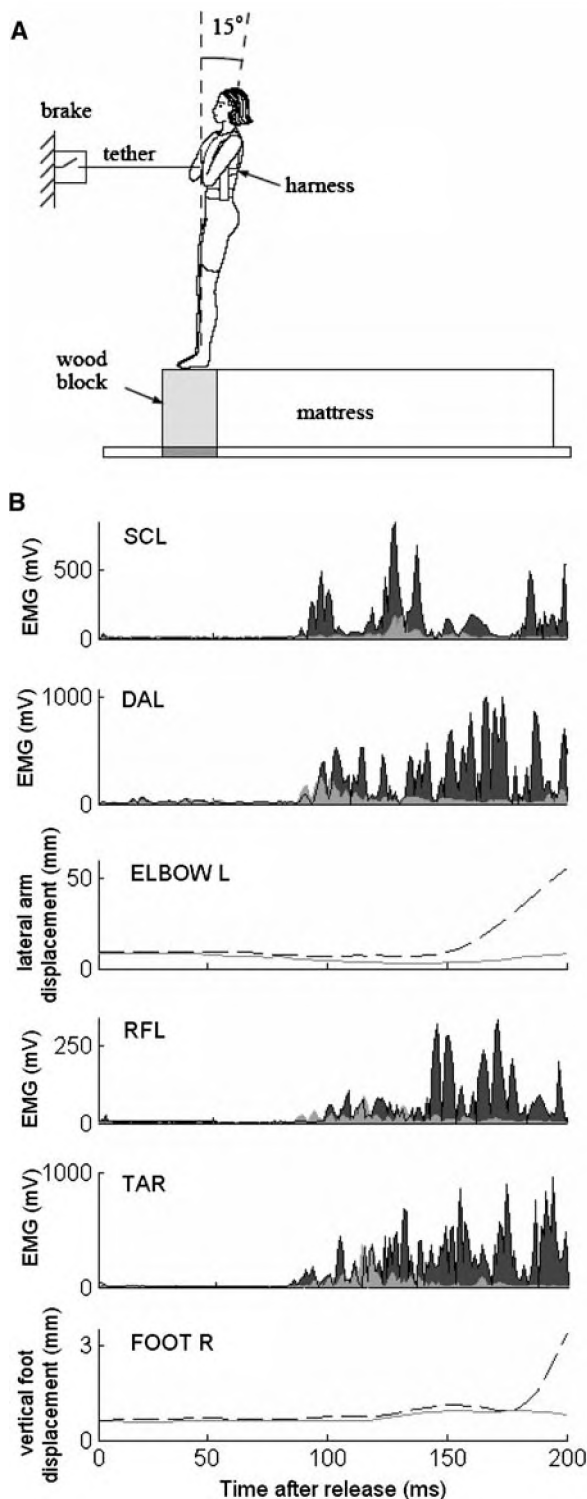 A
15°
brake
tether
harness
wood
block
mattress
B
SCL
EMG (mV)
500
0
DAL
EMG (mV)
1000
0
ELBOW L
lateral arm
displacement (mm)
50
0
RFL
EMG (mV)
250
0
TAR
EMG (mV)
1000
0
FOOT R
vertical foot
displacement (mm)
3
0
0 50 100 150 200
Time after release (ms)